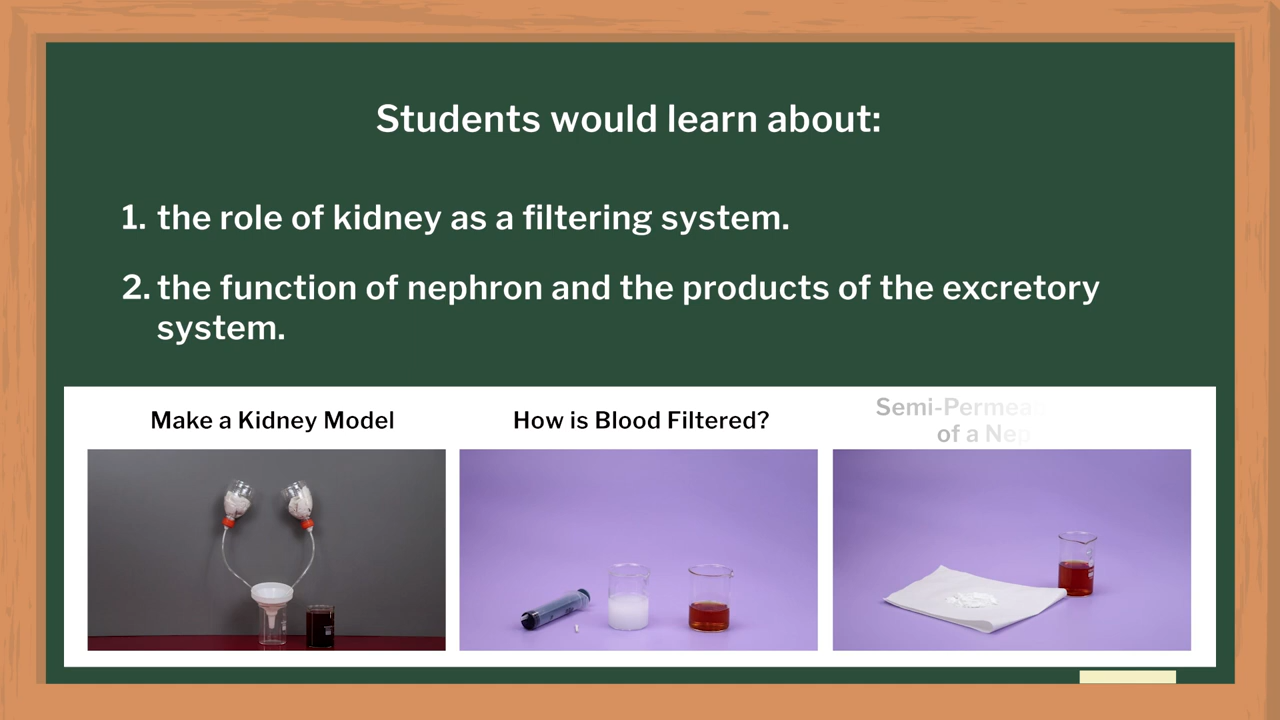 Students would learn about:
1. the role of kidney as a filtering system.
2. the function of nephron and the products of the excretory
system.
Make a Kidney Model
How is Blood Filtered?
of a